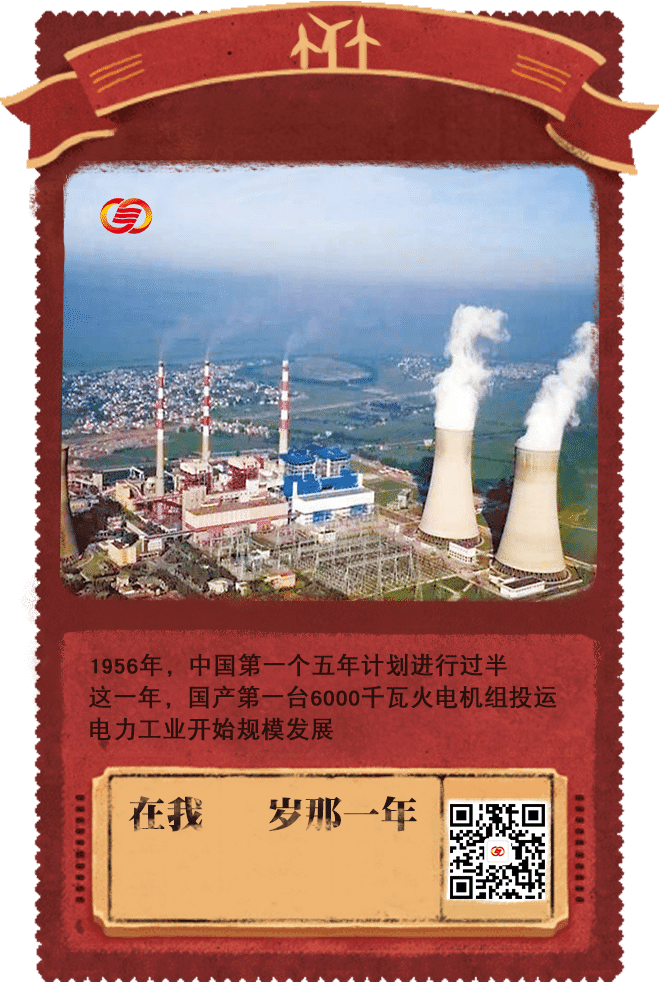 1956年，中国第一个五年计划进行过半
这一年，国产第一台6000千瓦火电机组投运
电力工业开始规模发展
在我 岁那一年